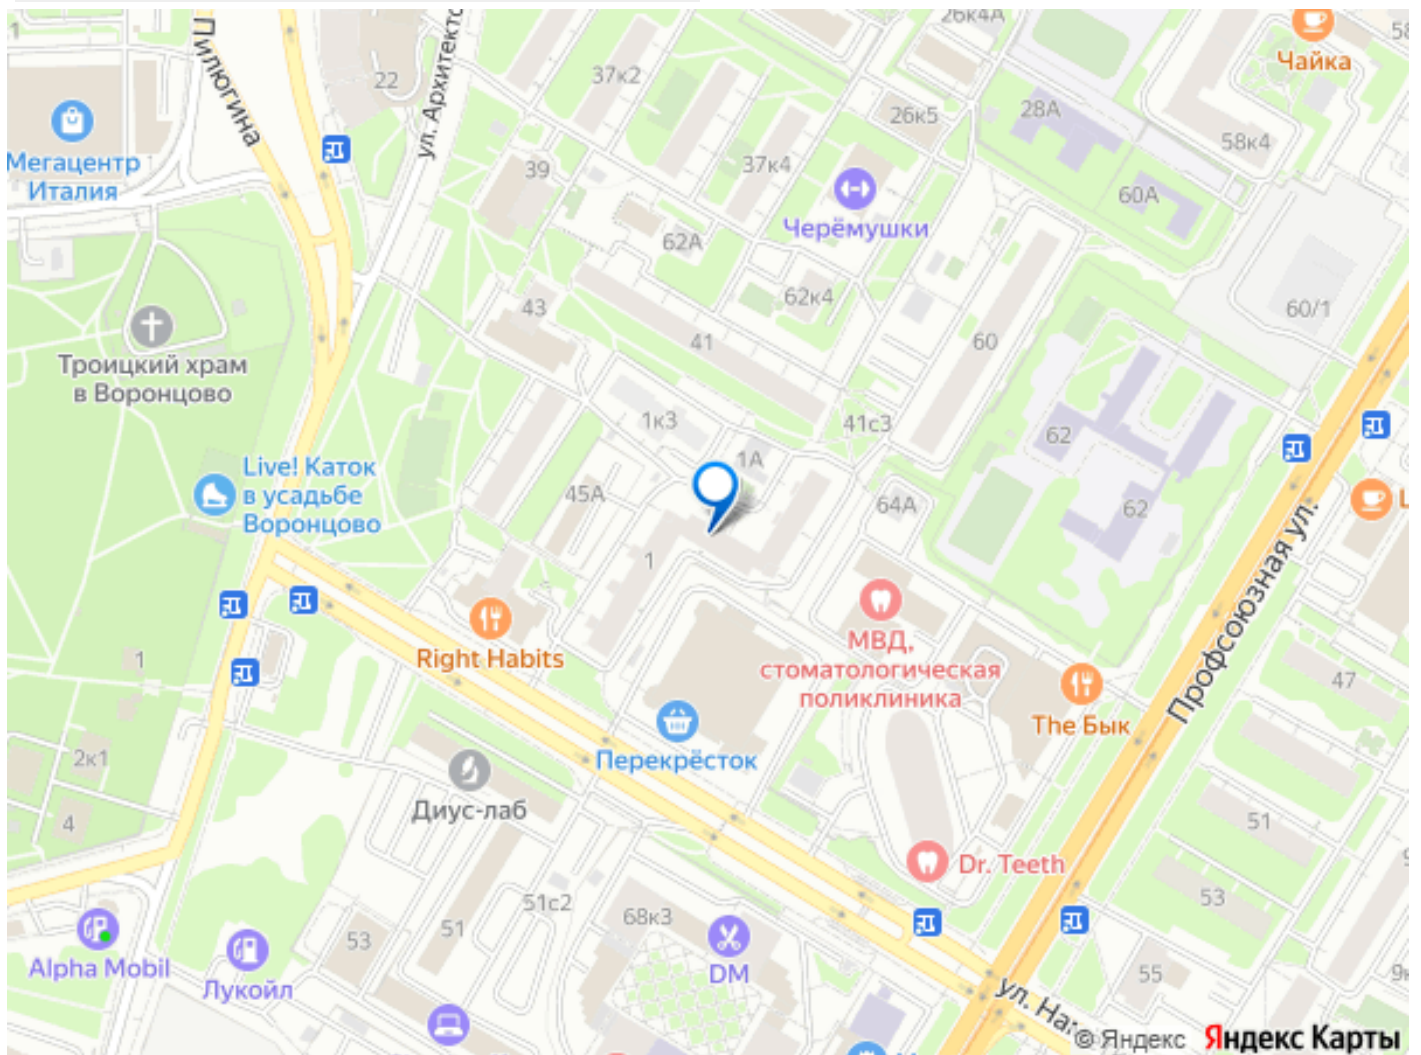 1
Пилюгина
22
ул. Архитекто
37к2
26к4А
Чайка
58
26к5
28А
58к4
Мегацентр
Италия
39
37к4
60А
Черёмушки
62А
62к4
43
60/1
Троицкий храм
в Воронцово
41
60
1к3
41с3
62
1А
Live! Каток
в усадьбе
Воронцово
45А
64А
62
L
Профсоюзная ул.
1
Right Habits
МВД,
стоматологическая
поликлиника
1
47
The Бык
Перекрёсток
2к1
Диус-лаб
4
51
Dr. Teeth
53
51с2
68к3
51
53
Alpha Mobil
Лукойл
DM
55
9к
ул. На
© Яндекс Яндекс Карты